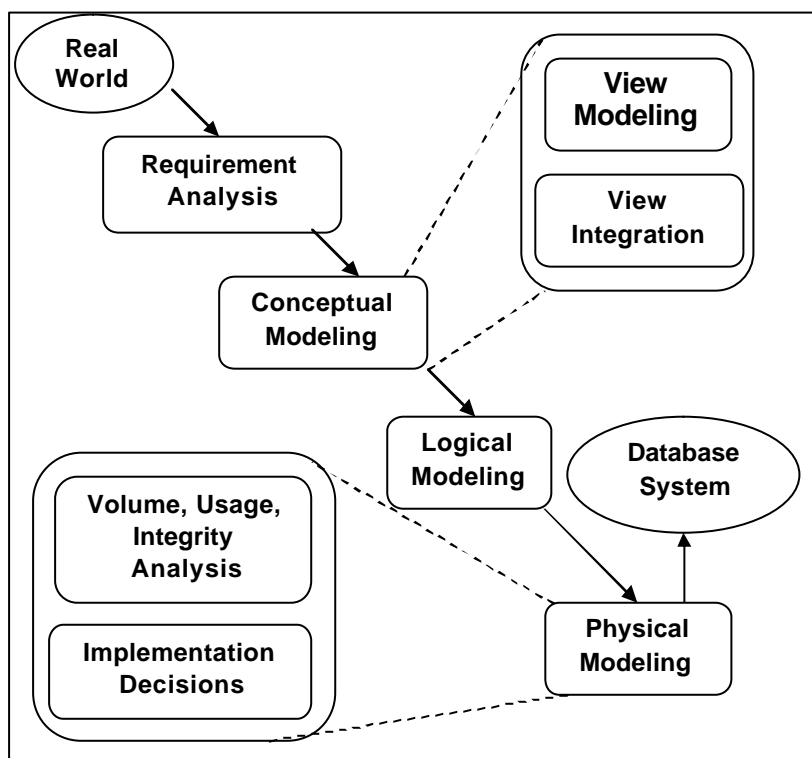 Real
World
Requirement
Analysis
Conceptual
Modeling
View
Modeling
View
Integration
Logical
Modeling
Database
System
Volume, Usage,
Integrity
Analysis
Implementation
Decisions
Physical
Modeling